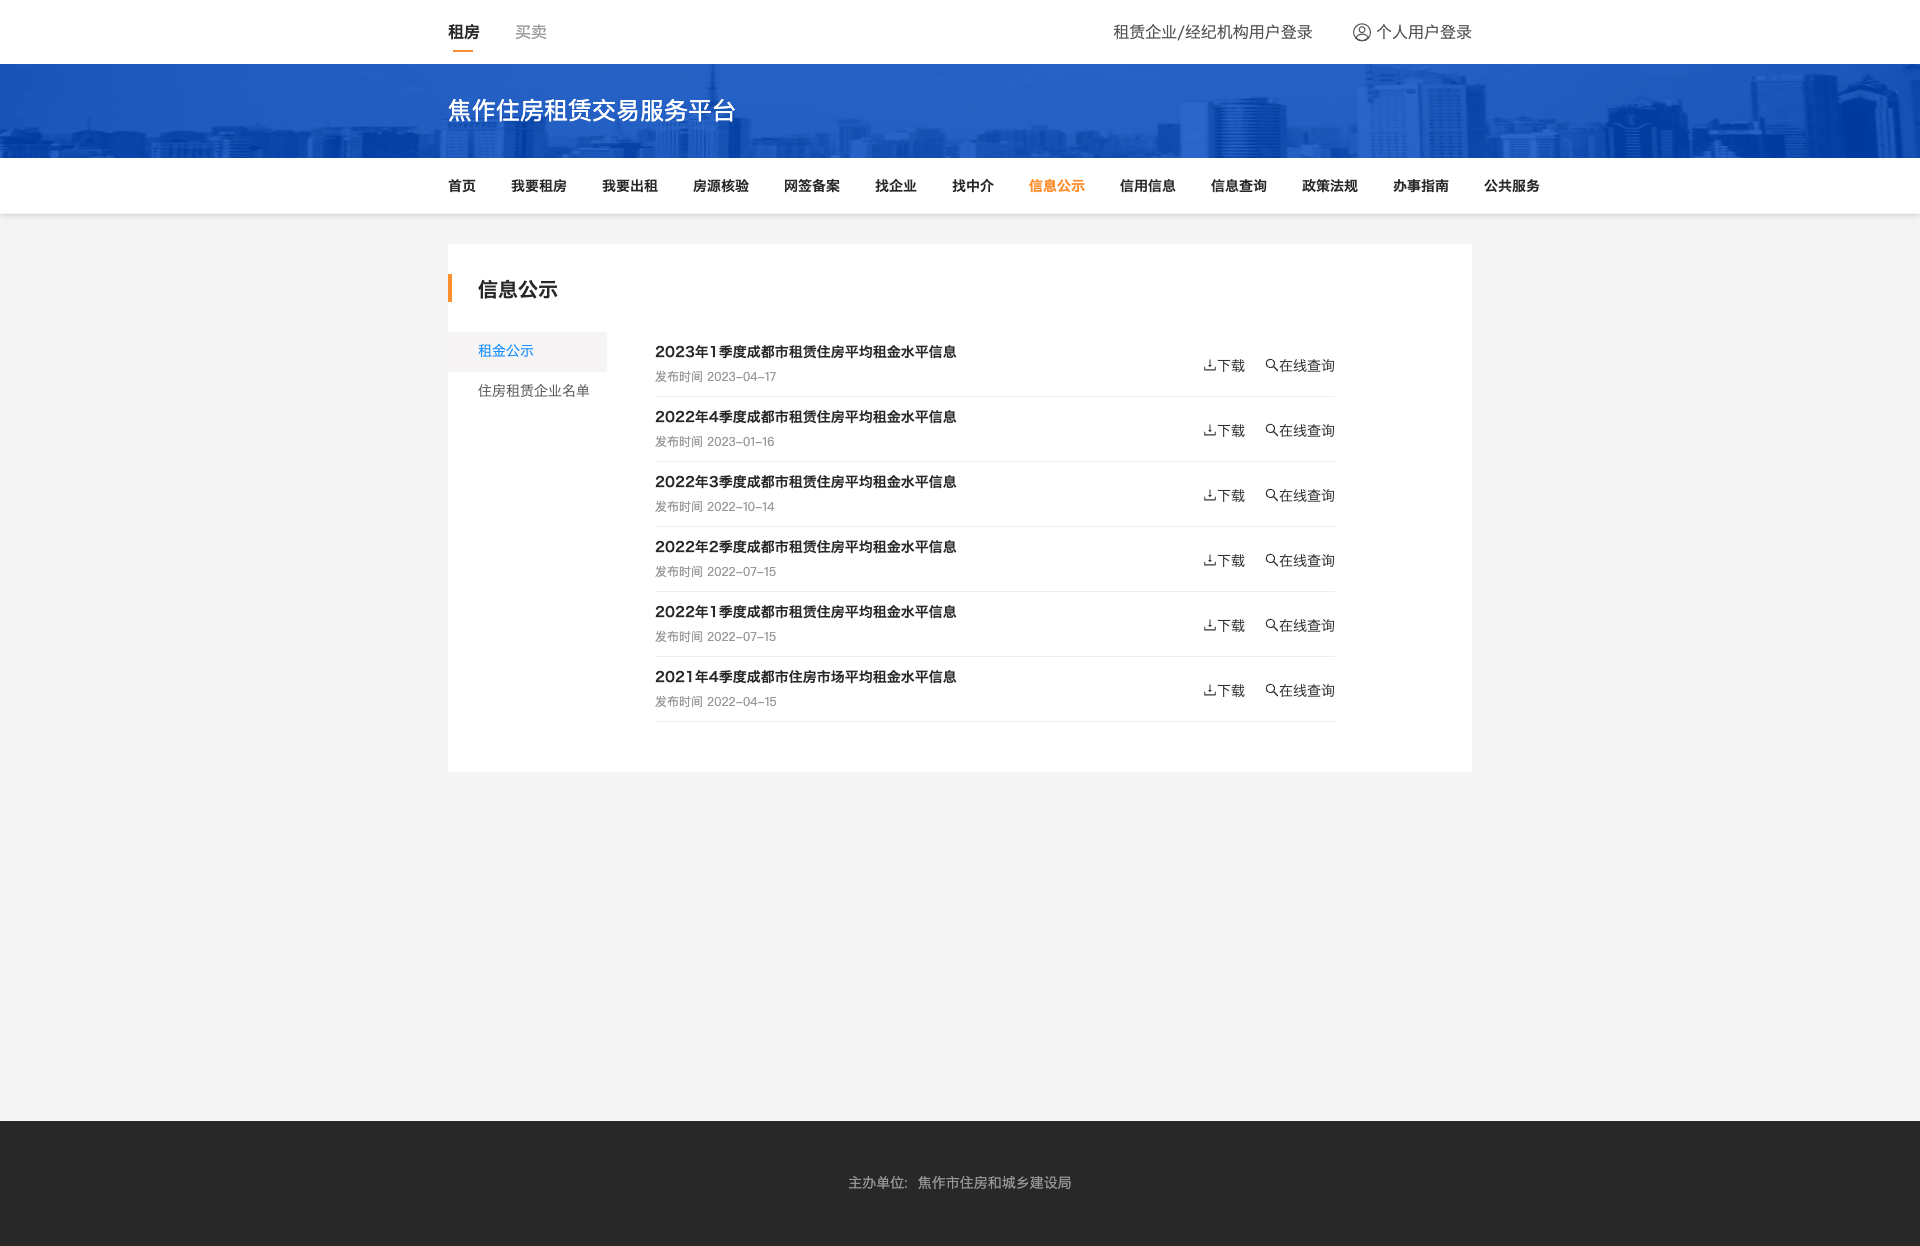 租房 买卖 租赁企业/经纪机构用户登录 个人用户登录
焦作住房租赁交易服务平台
首页 我要租房 我要出租 房源核验 网签备案 找企业 找中介 信息公示 信用信息 信息查询 政策法规 办事指南 公共服务
信息公示
租金公示
住房租赁企业名单
2023年1季度成都市租赁住房平均租金水平信息
发布时间 2023-04-17
下载 在线查询
2022年4季度成都市租赁住房平均租金水平信息
发布时间 2023-01-16
下载 在线查询
2022年3季度成都市租赁住房平均租金水平信息
发布时间 2022-10-14
下载 在线查询
2022年2季度成都市租赁住房平均租金水平信息
发布时间 2022-07-15
下载 在线查询
2022年1季度成都市租赁住房平均租金水平信息
发布时间 2022-07-15
下载 在线查询
2021年4季度成都市住房市场平均租金水平信息
发布时间 2022-04-15
下载 在线查询
主办单位: 焦作市住房和城乡建设局